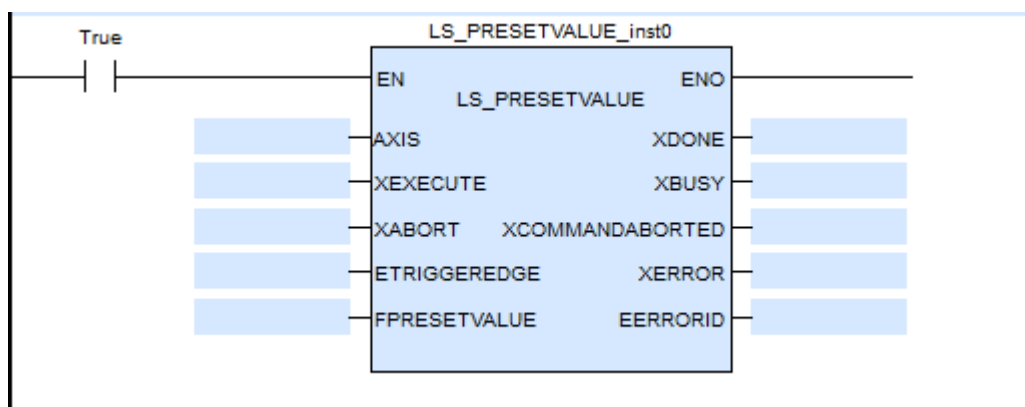 LS_PRESETVALUE_inst0
True
EN ENO
LS_PRESETVALUE
AXIS XDONE
XEXECUTE XBUSY
XABORT XCOMMANDABORTED
ETRIGGEREDGE XERROR
FPRESETVALUE EERRORID